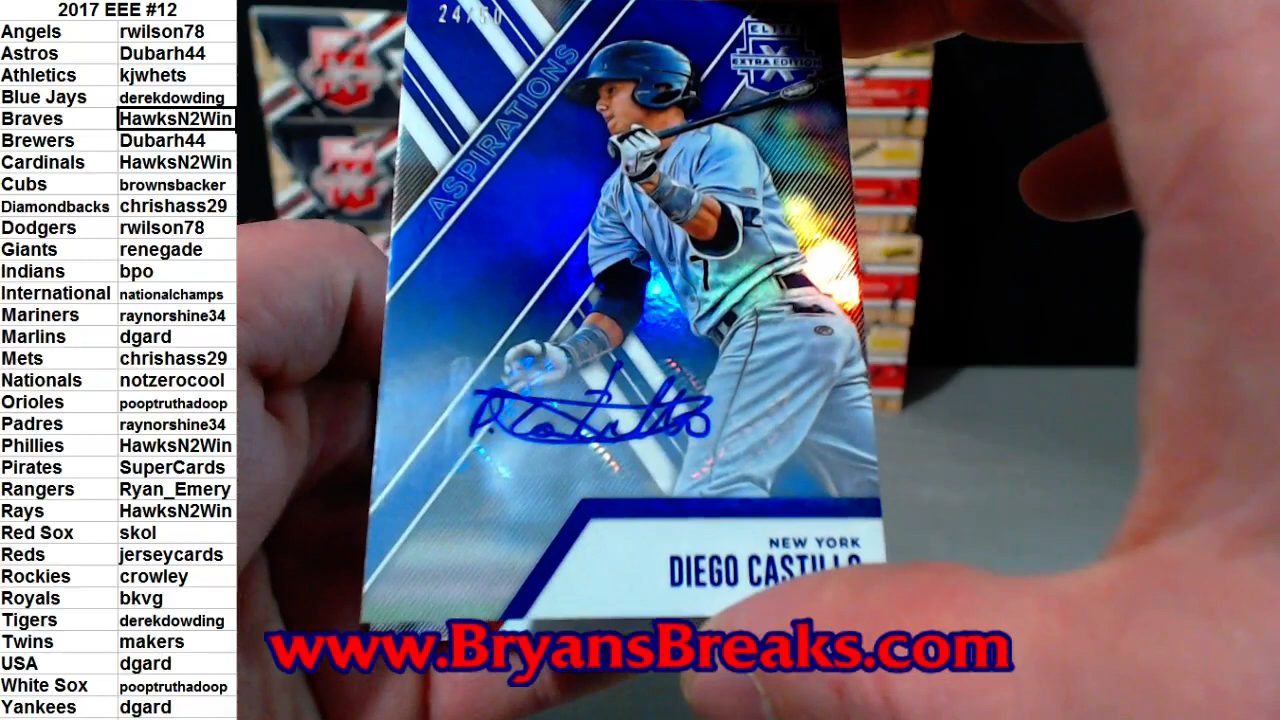 2017 EEE #12
Angels rwilson78
Astros Dubarh44
Athletics kjwhets
Blue Jays derekdowding
Braves HawksN2Win
Brewers Dubarh44
Cardinals HawksN2Win
Cubs brownsbacker
Diamondbacks chrishass29
Dodgers rwilson78
Giants renegade
Indians bpo
International nationalchamps
Mariners raynorshine34
Marlins dgard
Mets chrishass29
Nationals notzerocool
Orioles pooptruthadoop
Padres raynorshine34
Phillies HawksN2Win
Pirates SuperCards
Rangers Ryan_Emery
Rays HawksN2Win
Red Sox skol
Reds jerseycards
Rockies crowley
Royals bkvg
Tigers derekdowding
Twins makers
USA dgard
White Sox pooptruthadoop
Yankees dgard
24/50
ELITE
EXTRA EDITION
ASPIRATIONS
7
NEW YORK
DIEGO CASTILLO
www.BryansBreaks.com